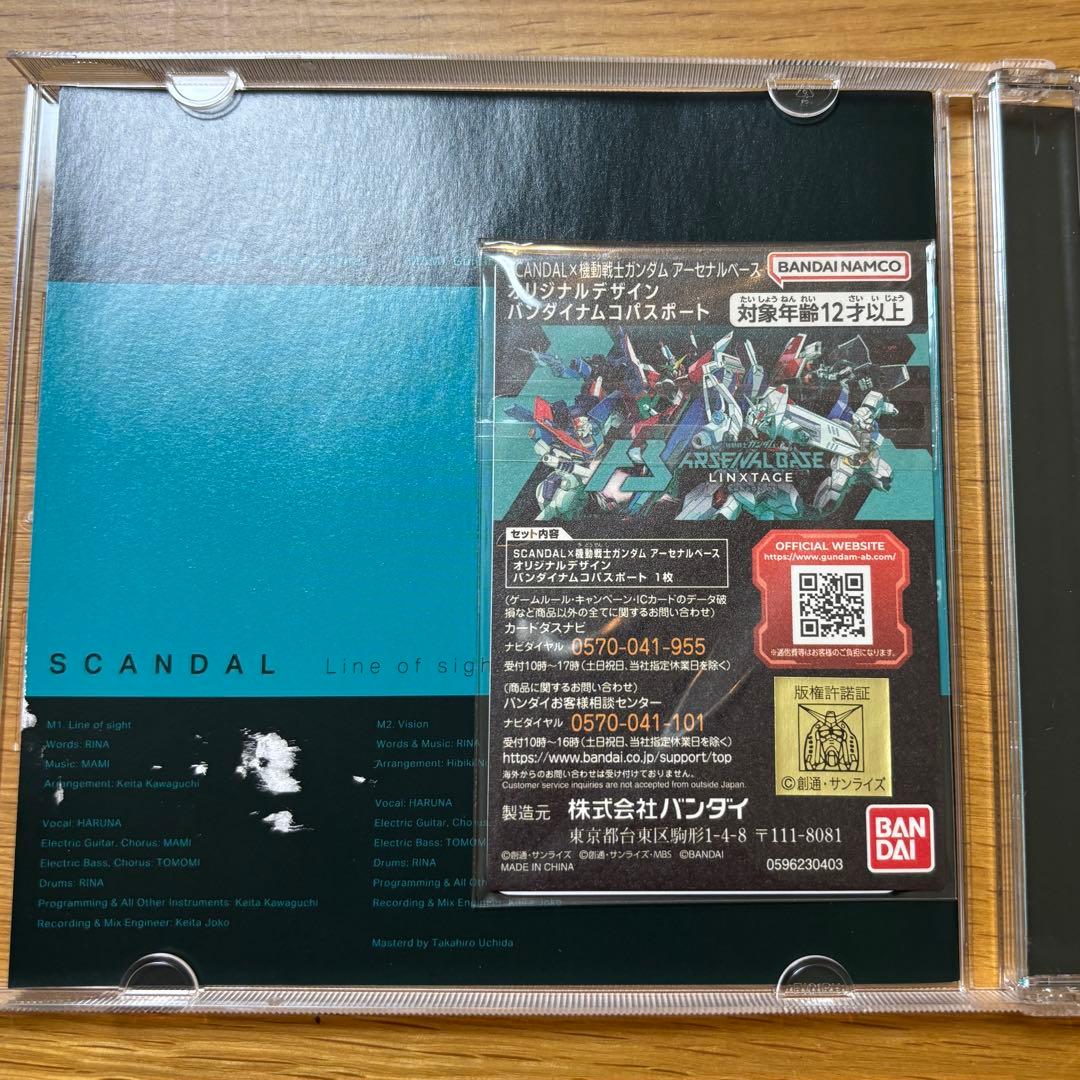 SCANDAL Line of sigh
M1. Line of sight
Words: RINA
Music: MAMI
Arrangement: Keita Kawaguchi
Vocal: HARUNA
Electric Guitar, Chorus: MAMI
Electric Bass, Chorus: TOMOMI
Drums: RINA
Programming & All Other Instruments: Keita Kawaguchi
Recording & Mix Engineer: Keita Joko
M2. Vision
Words & Music: RINA
Arrangement: Hibiki
Vocal: HARUNA
Electric Guitar, Chorus:
Electric Bass, Chorus: TOMOM
Drums: RINA
Programming & All Oth
Recording & Mix Engineer: Keita Joko
Masterd by Takahiro Uchida
CANDAL×機動戦士ガンダム アーセナルベース
オリジナルデザイン
バンダイナムコパスポート
BANDAI NAMCO
たいしょうねんれい さいいじょう
対象年齢12才以上
機動戦士ガンダム
ARSENAL BASE
LINXTAGE
セット内容
SCANDAL×機動戦士ガンダム アーセナルベース
オリジナルデザイン
バンダイナムコパスポート 1枚
(ゲームルール・キャンペーン・ICカードのデータ破
損など商品以外の全てに関するお問い合わせ)
カードダスナビ
ナビダイヤル 0570-041-955
受付10時～17時(土日祝日、当社指定休業日を除く)
(商品に関するお問い合わせ)
バンダイお客様相談センター
ナビダイヤル 0570-041-101
受付10時～16時(土日祝日、当社指定休業日を除く)
https://www.bandai.co.jp/support/top
海外からのお問い合わせは受け付けておりません。
Customer service inquiries are not accepted from outside Japan.
製造元 株式会社バンダイ
東京都台東区駒形1-4-8 〒111-8081
©創通・サンライズ ©創通・サンライズ・MBS ©BANDAI
MADE IN CHINA
0596230403
OFFICIAL WEBSITE
https://www.gundam-ab.com/
※通信費等はお客様のご負担になります。
版権許諾証
©創通・サンライズ
BAN
DAI